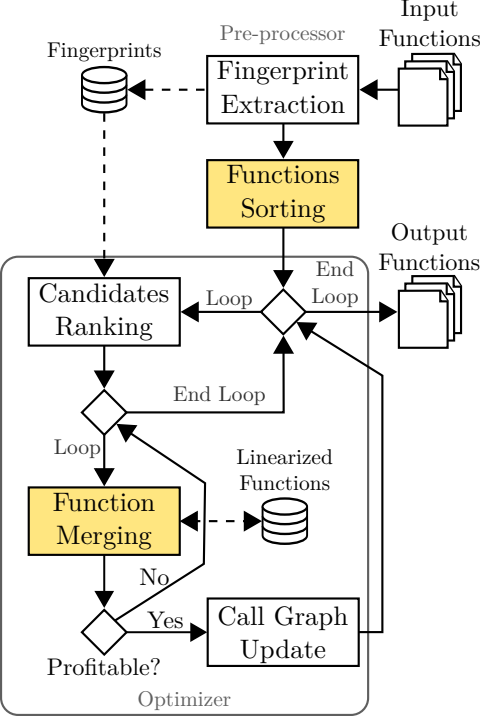 Input
Functions
Pre-processor
Fingerprints
Fingerprint
Extraction
Functions
Sorting
Output
Functions
End
Loop
Loop
Candidates
Ranking
End Loop
Loop
Linearized
Functions
Function
Merging
No
Yes
Call Graph
Update
Profitable?
Optimizer